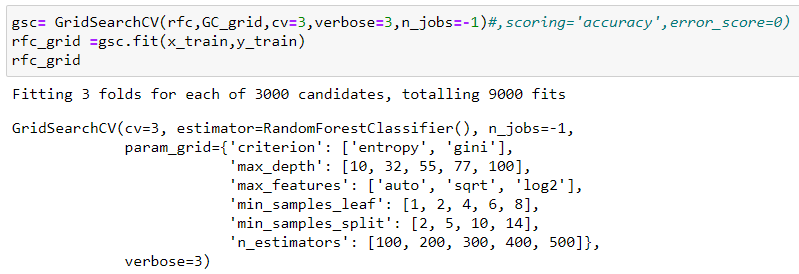 gsc= GridSearchCV(rfc,GC_grid,cv=3,verbose=3,n_jobs=-1)#,scoring='accuracy',error_score=0)
rfc_grid =gsc.fit(x_train,y_train)
rfc_grid
Fitting 3 folds for each of 3000 candidates, totalling 9000 fits
GridSearchCV(cv=3, estimator=RandomForestClassifier(), n_jobs=-1,
             param_grid={'criterion': ['entropy', 'gini'],
                         'max_depth': [10, 32, 55, 77, 100],
                         'max_features': ['auto', 'sqrt', 'log2'],
                         'min_samples_leaf': [1, 2, 4, 6, 8],
                         'min_samples_split': [2, 5, 10, 14],
                         'n_estimators': [100, 200, 300, 400, 500]},
             verbose=3)